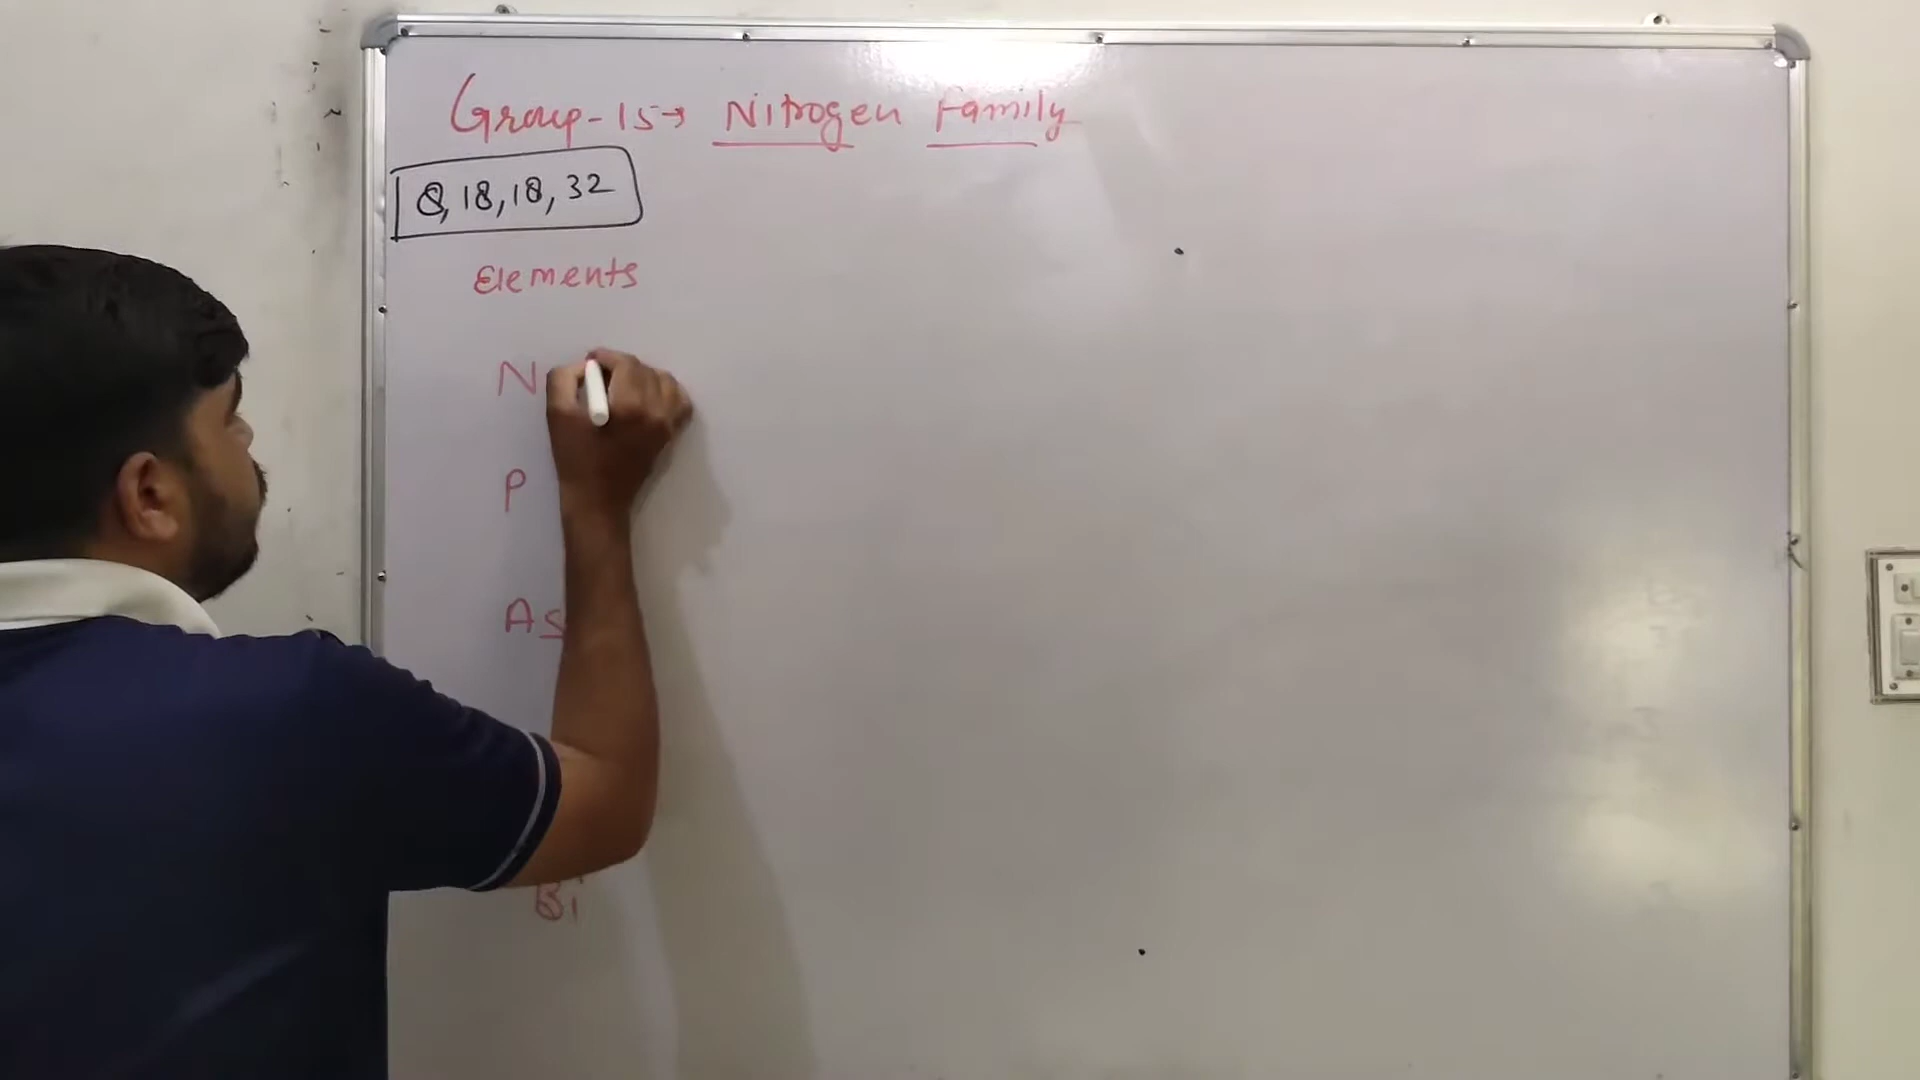 Group-15→ Nitrogen Family
8, 18, 18, 32
Elements
N
P
As
Bi